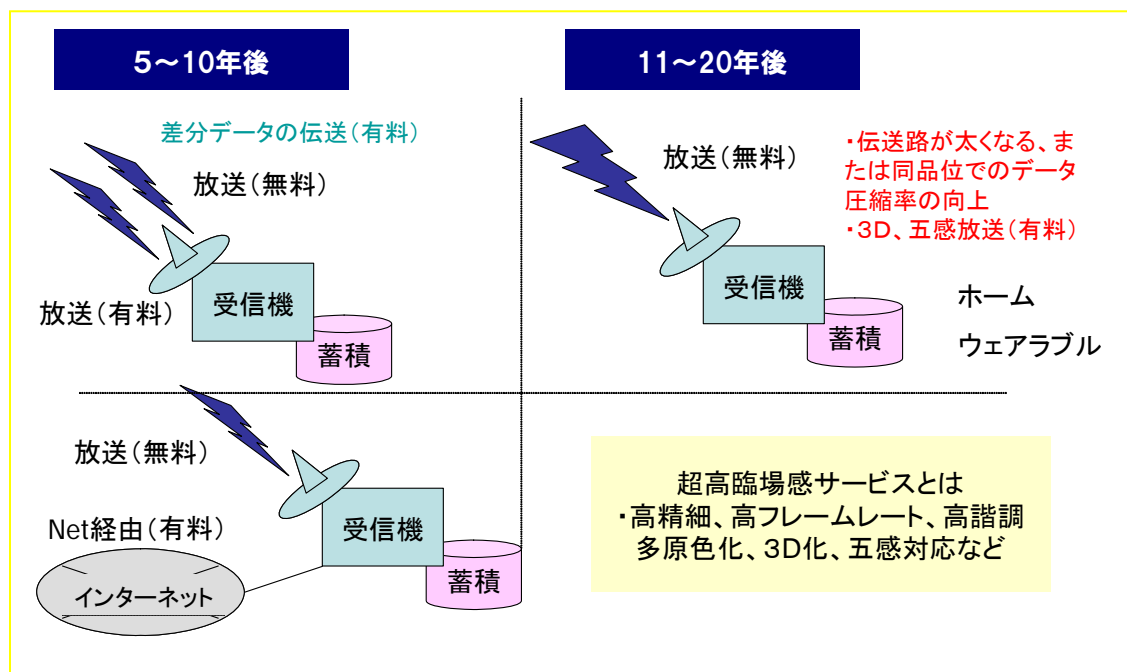 5~10年後
11~20年後
差分データの伝送(有料)
放送(無料)
放送(有料)
受信機
蓄積
放送(無料)
・伝送路が太くなる、ま
たは同品位でのデータ
圧縮率の向上
・3D、五感放送(有料)
受信機
蓄積
ホーム
ウェアラブル
放送(無料)
Net経由(有料)
インターネット
受信機
蓄積
超高臨場感サービスとは
・高精細、高フレームレート、高諧調
多原色化、3D化、五感対応など